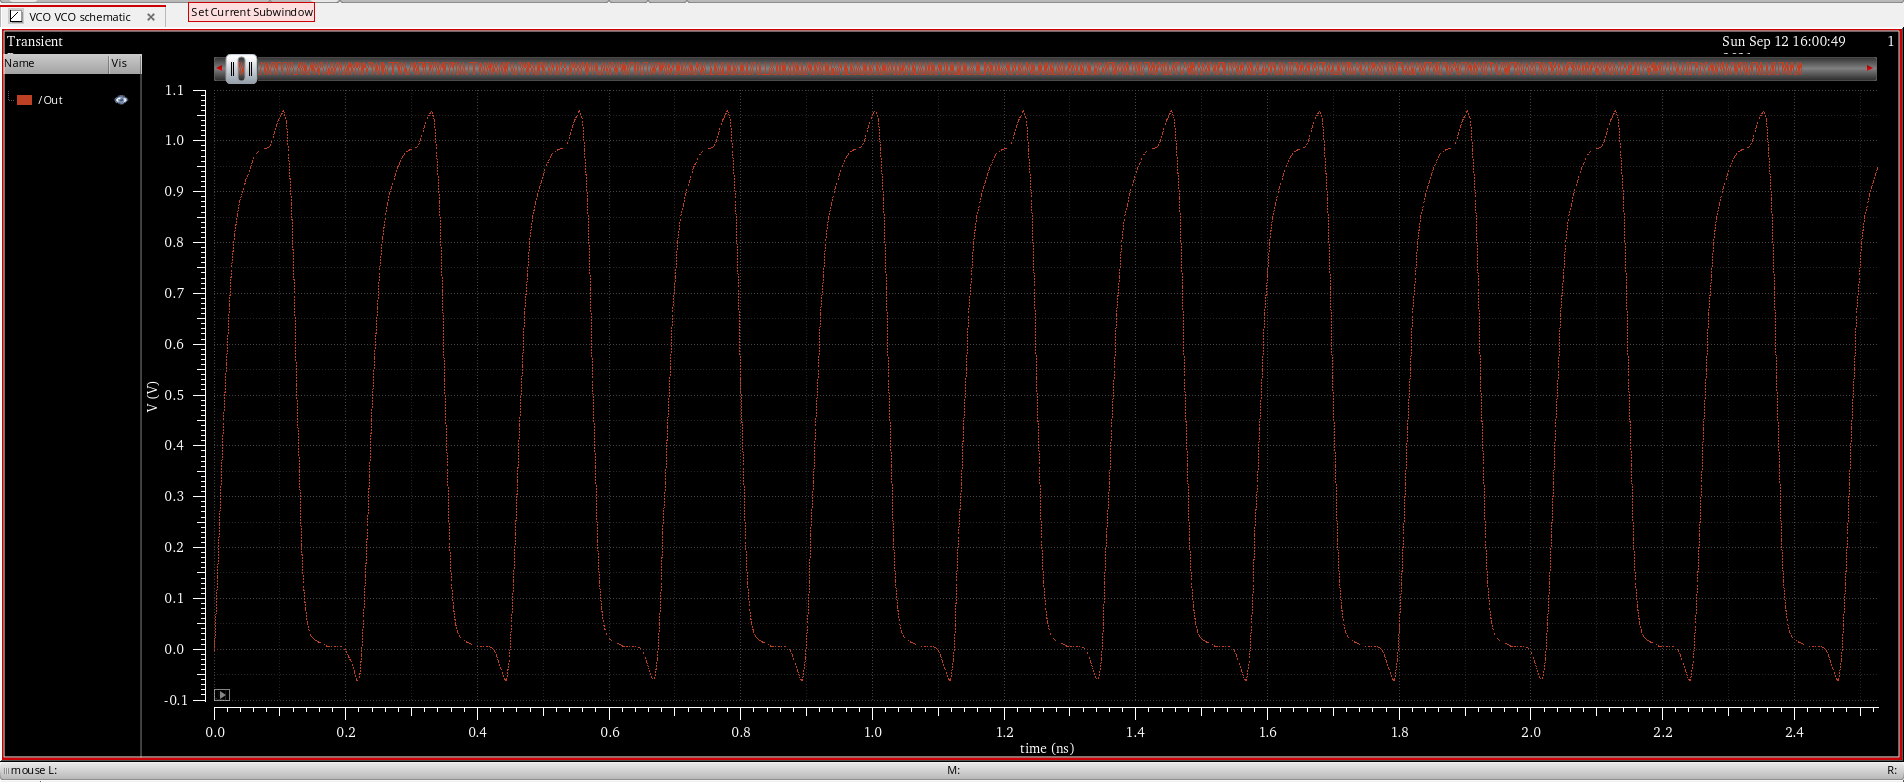 VCO VCO schematic
Set Current Subwindow
Transient
Sun Sep 12 16:00:49
1
Name Vis
/Out
1.1
1.0
0.9
0.8
0.7
0.6
0.5
0.4
0.3
0.2
0.1
0.0
-0.1
V (V)
0.0 0.2 0.4 0.6 0.8 1.0 1.2 1.4 1.6 1.8 2.0 2.2 2.4
time (ns)
mouse L: M: R: